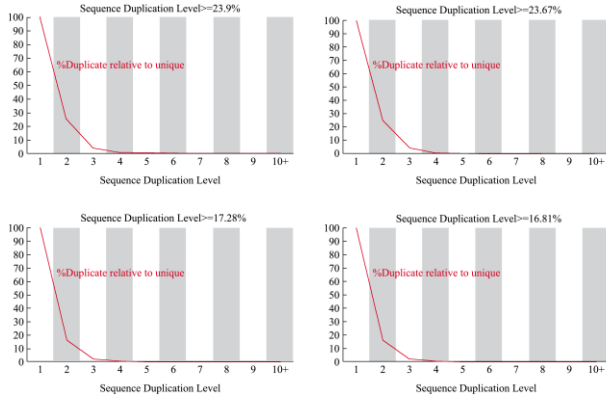 Sequence Duplication Level>=23.9%
100
90
80
70
60
50
40
30
20
10
0
%Duplicate relative to unique
1 2 3 4 5 6 7 8 9 10+
Sequence Duplication Level
Sequence Duplication Level>=23.67%
100
90
80
70
60
50
40
30
20
10
0
%Duplicate relative to unique
1 2 3 4 5 6 7 8 9 10+
Sequence Duplication Level
Sequence Duplication Level>=17.28%
100
90
80
70
60
50
40
30
20
10
0
%Duplicate relative to unique
1 2 3 4 5 6 7 8 9 10+
Sequence Duplication Level
Sequence Duplication Level>=16.81%
100
90
80
70
60
50
40
30
20
10
0
%Duplicate relative to unique
1 2 3 4 5 6 7 8 9 10+
Sequence Duplication Level